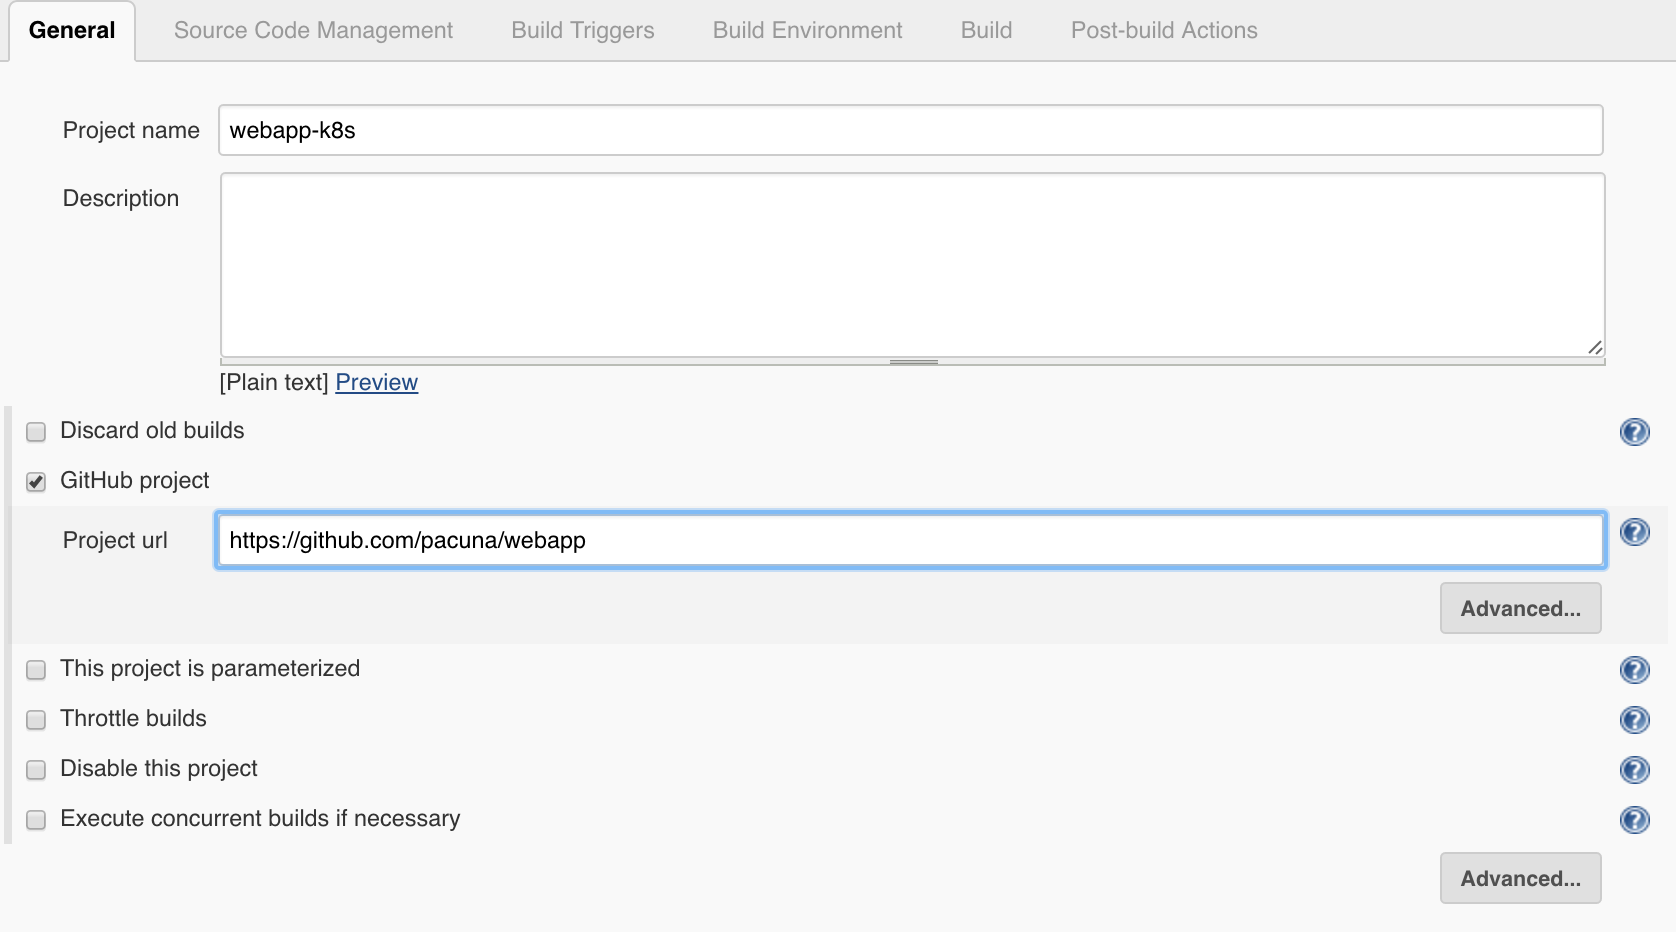 General Source Code Management Build Triggers Build Environment Build Post-build Actions
Project name webapp-k8s
Description
[Plain text] Preview
Discard old builds
GitHub project
Project url https://github.com/pacuna/webapp
Advanced...
This project is parameterized
Throttle builds
Disable this project
Execute concurrent builds if necessary
Advanced...